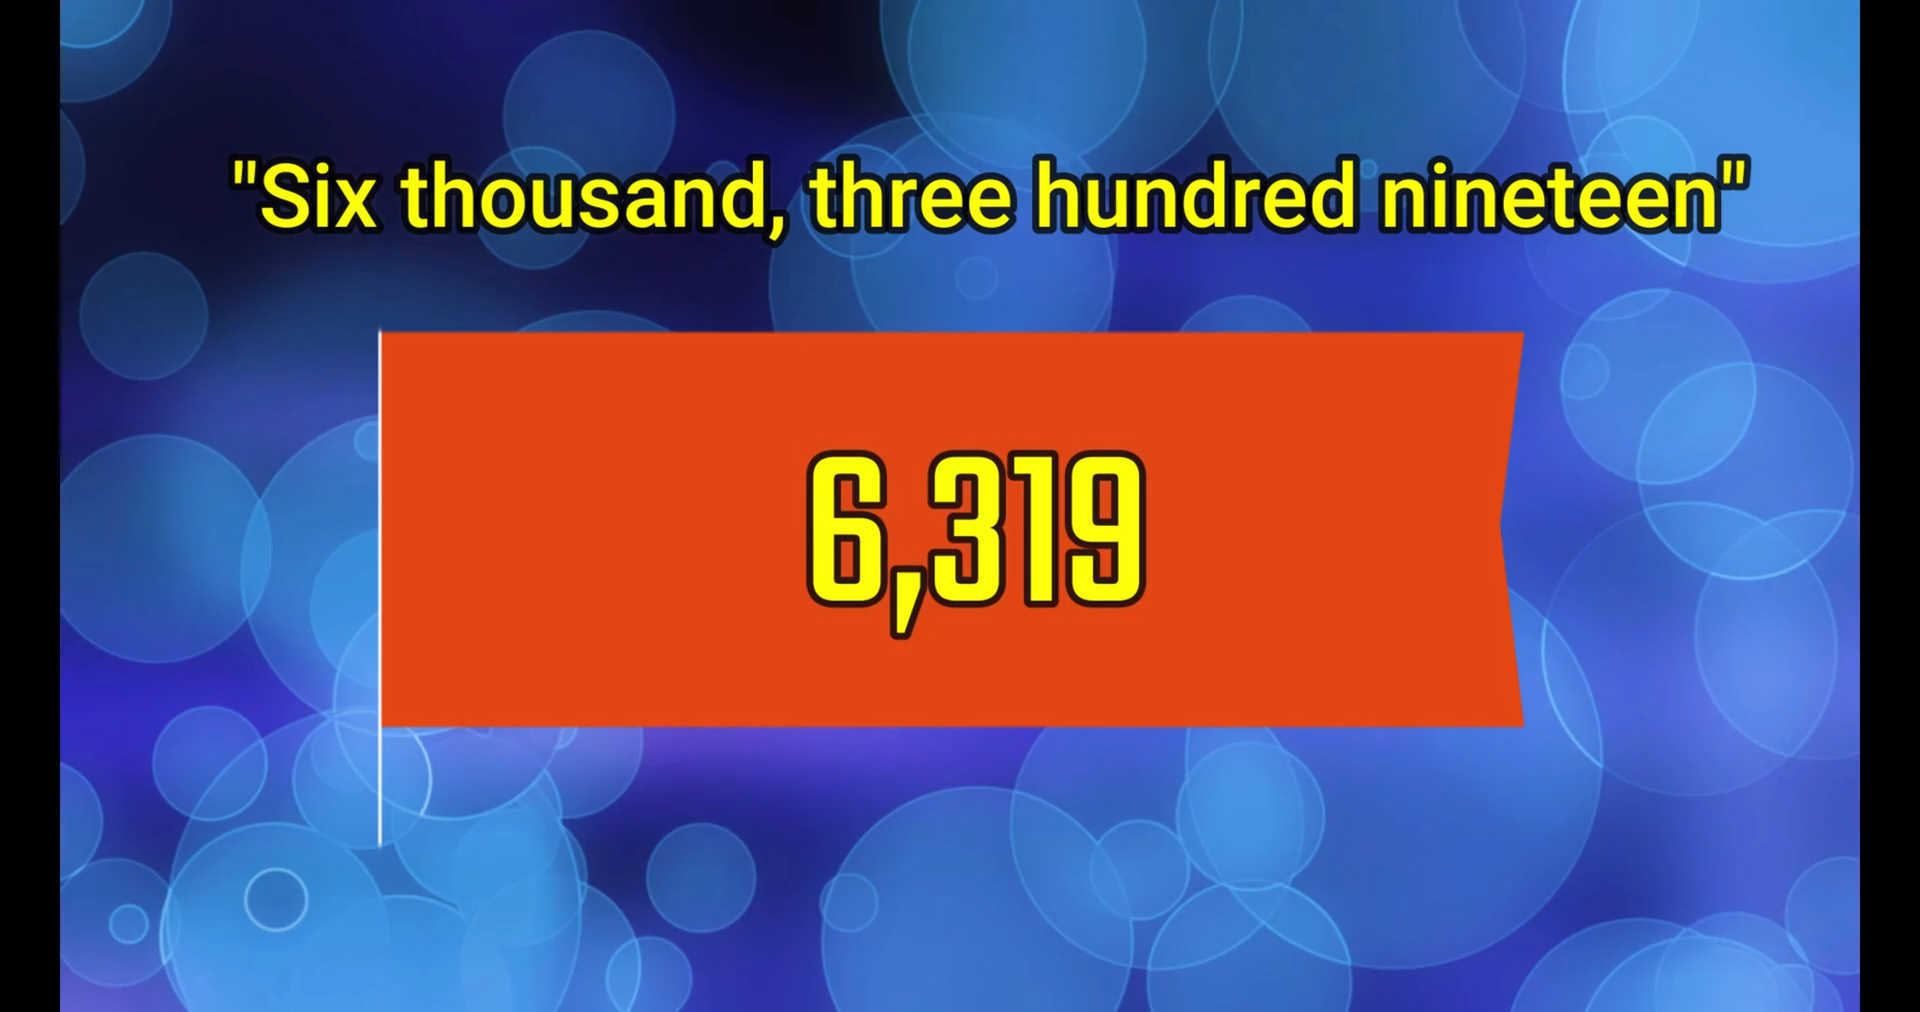 "Six thousand, three hundred nineteen"
6,319